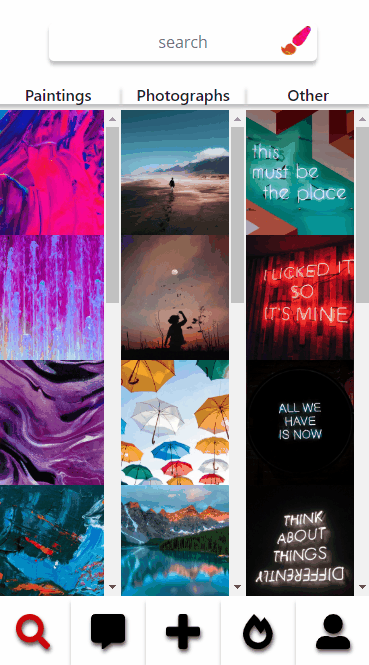 search
Paintings
Photographs
Other
this
must be
the place
I LICKED IT
SO
IT'S MINE
ALL WE
HAVE
IS NOW
THINK
ABOUT
THINGS
DIFFERENTLY